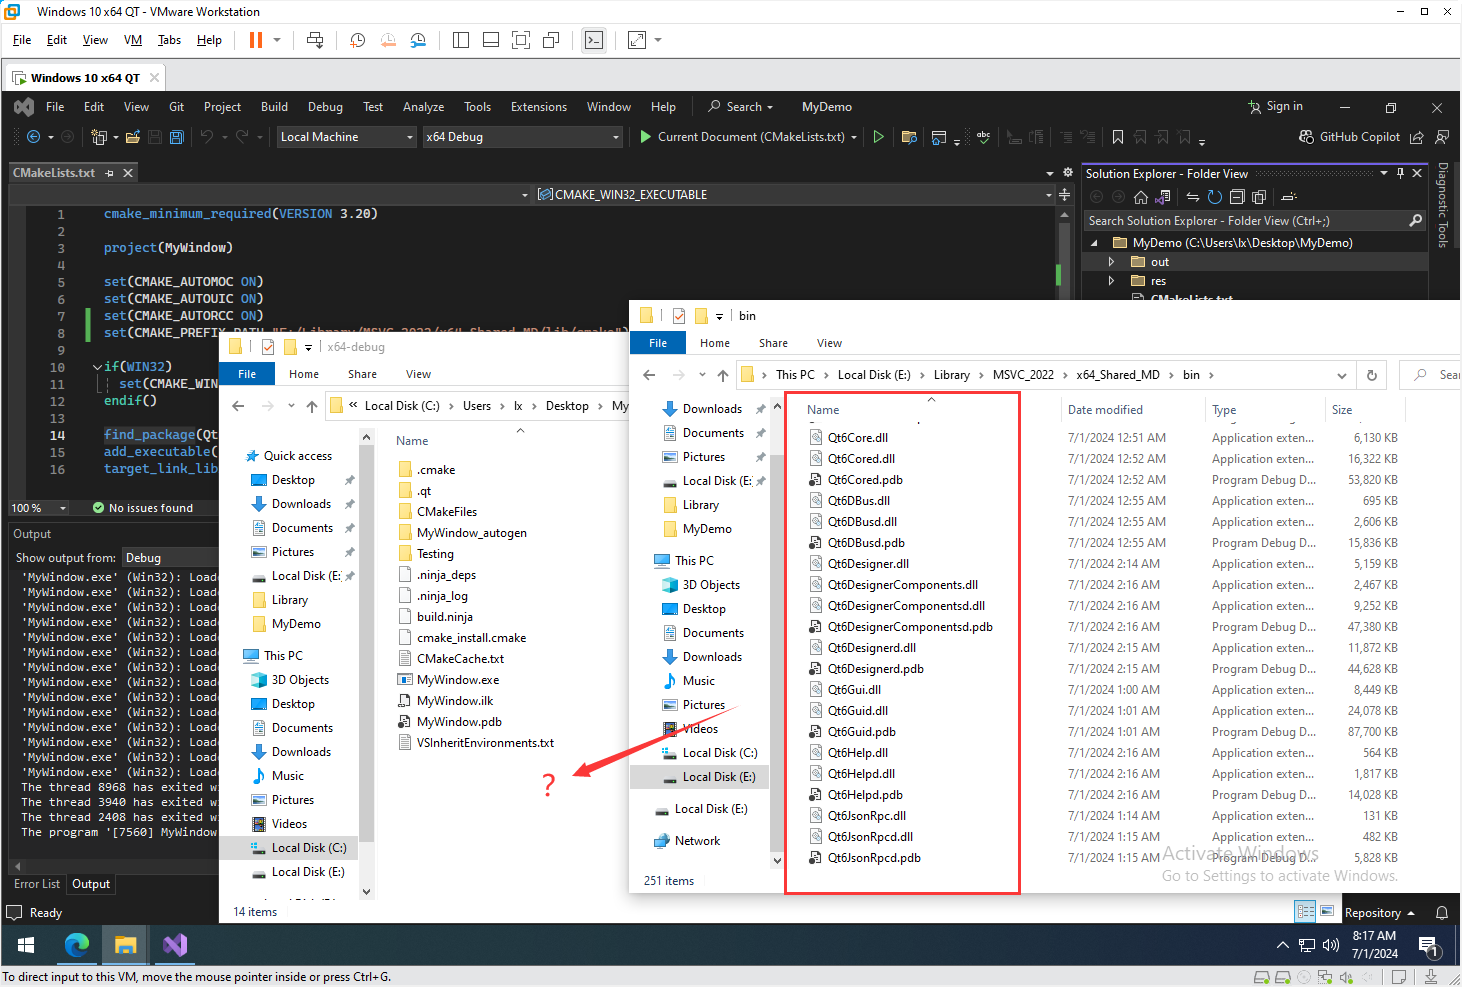 Windows 10 x64 QT - VMware Workstation
File Edit View VM Tabs Help
Windows 10 x64 QT
File Edit View Git Project Build Debug Test Analyze Tools Extensions Window Help Search MyDemo Sign in
Local Machine x64 Debug Current Document (CMakeLists.txt) GitHub Copilot
CMakeLists.txt
CMAKE_WIN32_EXECUTABLE
1 cmake_minimum_required(VERSION 3.20)
2
3 project(MyWindow)
4
5 set(CMAKE_AUTOMOC ON)
6 set(CMAKE_AUTOUIC ON)
7 set(CMAKE_AUTORCC ON)
8 set(CMAKE_PREFIX_PATH "E:/Library/MSVC_2022/x64_Shared_MD/lib/cmake")
9
10 if(WIN32)
11 set(CMAKE_WIN
12 endif()
13
14 find_package(Qt
15 add_executable(
16 target_link_lib
100 % No issues found
Output
Show output from: Debug
'MyWindow.exe' (Win32): Loade
'MyWindow.exe' (Win32): Loade
'MyWindow.exe' (Win32): Loade
'MyWindow.exe' (Win32): Loade
'MyWindow.exe' (Win32): Loade
'MyWindow.exe' (Win32): Loade
'MyWindow.exe' (Win32): Loade
'MyWindow.exe' (Win32): Loade
'MyWindow.exe' (Win32): Loade
'MyWindow.exe' (Win32): Loade
'MyWindow.exe' (Win32): Loade
'MyWindow.exe' (Win32): Loade
'MyWindow.exe' (Win32): Loade
'MyWindow.exe' (Win32): Loade
The thread 8968 has exited wi
The thread 3940 has exited wi
The thread 2408 has exited wi
The program '[7560] MyWindow
Error List Output
Ready
Solution Explorer - Folder View
Search Solution Explorer - Folder View (Ctrl+;)
MyDemo (C:\Users\lx\Desktop\MyDemo)
out
res
CMakeLists.txt
Diagnostic Tools
x64-debug
File Home Share View
« Local Disk (C:) Users lx Desktop My
Quick access
Desktop
Downloads
Documents
Pictures
Local Disk (E:
Library
MyDemo
This PC
3D Objects
Desktop
Documents
Downloads
Music
Pictures
Videos
Local Disk (C:)
Local Disk (E:)
14 items
Name
.cmake
.qt
CMakeFiles
MyWindow_autogen
Testing
.ninja_deps
.ninja_log
build.ninja
cmake_install.cmake
CMakeCache.txt
MyWindow.exe
MyWindow.ilk
MyWindow.pdb
VSInheritEnvironments.txt
?
bin
File Home Share View
This PC Local Disk (E:) Library MSVC_2022 x64_Shared_MD bin Sear
Downloads
Documents
Pictures
Local Disk (E:
Library
MyDemo
This PC
3D Objects
Desktop
Documents
Downloads
Music
Pictures
Videos
Local Disk (C:)
Local Disk (E:)
Local Disk (E:)
Network
251 items
Name Date modified Type Size
Qt6Core.dll 7/1/2024 12:51 AM Application exten... 6,130 KB
Qt6Cored.dll 7/1/2024 12:52 AM Application exten... 16,322 KB
Qt6Cored.pdb 7/1/2024 12:52 AM Program Debug D... 53,820 KB
Qt6DBus.dll 7/1/2024 12:55 AM Application exten... 695 KB
Qt6DBusd.dll 7/1/2024 12:55 AM Application exten... 2,606 KB
Qt6DBusd.pdb 7/1/2024 12:55 AM Program Debug D... 15,836 KB
Qt6Designer.dll 7/1/2024 2:14 AM Application exten... 5,159 KB
Qt6DesignerComponents.dll 7/1/2024 2:16 AM Application exten... 2,467 KB
Qt6DesignerComponentsd.dll 7/1/2024 2:16 AM Application exten... 9,252 KB
Qt6DesignerComponentsd.pdb 7/1/2024 2:16 AM Program Debug D... 47,380 KB
Qt6Designerd.dll 7/1/2024 2:15 AM Application exten... 11,872 KB
Qt6Designerd.pdb 7/1/2024 2:15 AM Program Debug D... 44,628 KB
Qt6Gui.dll 7/1/2024 1:00 AM Application exten... 8,449 KB
Qt6Guid.dll 7/1/2024 1:01 AM Application exten... 24,078 KB
Qt6Guid.pdb 7/1/2024 1:01 AM Program Debug D... 87,700 KB
Qt6Help.dll 7/1/2024 2:16 AM Application exten... 564 KB
Qt6Helpd.dll 7/1/2024 2:16 AM Application exten... 1,817 KB
Qt6Helpd.pdb 7/1/2024 2:16 AM Program Debug D... 14,028 KB
Qt6JsonRpc.dll 7/1/2024 1:14 AM Application exten... 131 KB
Qt6JsonRpcd.dll 7/1/2024 1:15 AM Application exten... 482 KB
Qt6JsonRpcd.pdb 7/1/2024 1:15 AM Program Debug D... 5,828 KB
Activate Windows
Go to Settings to activate Windows.
Repository
8:17 AM
7/1/2024
1
To direct input to this VM, move the mouse pointer inside or press Ctrl+G.